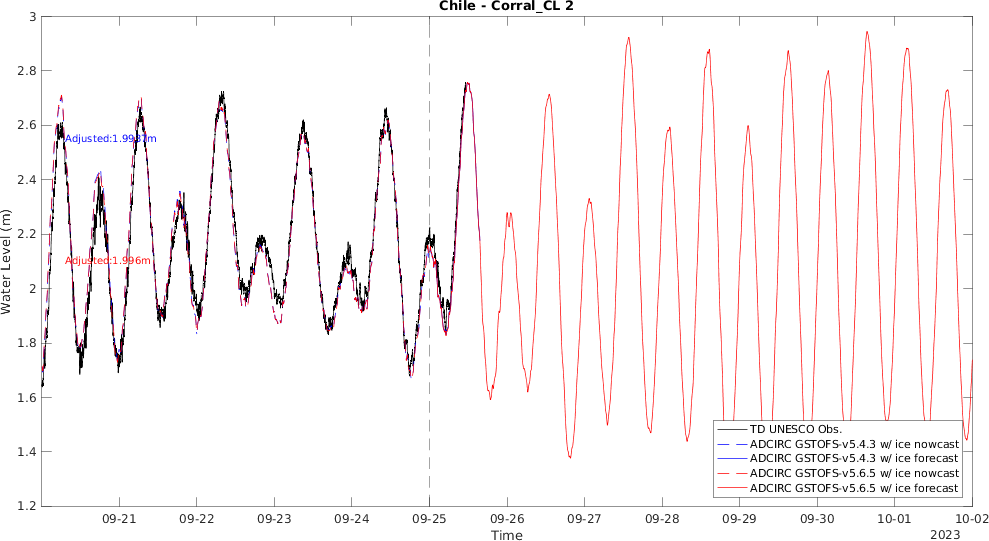 Chile - Corral_CL 2
3
2.8
2.6
2.4
2.2
2
1.8
1.6
1.4
1.2
Water Level (m)
Adjusted:1.9937m
Adjusted:1.996m
TD UNESCO Obs.
ADCIRC GSTOFS-v5.4.3 w/ ice nowcast
ADCIRC GSTOFS-v5.4.3 w/ ice forecast
ADCIRC GSTOFS-v5.6.5 w/ ice nowcast
ADCIRC GSTOFS-v5.6.5 w/ ice forecast
09-21 09-22 09-23 09-24 09-25 09-26 09-27 09-28 09-29 09-30 10-01 10-02
Time
2023